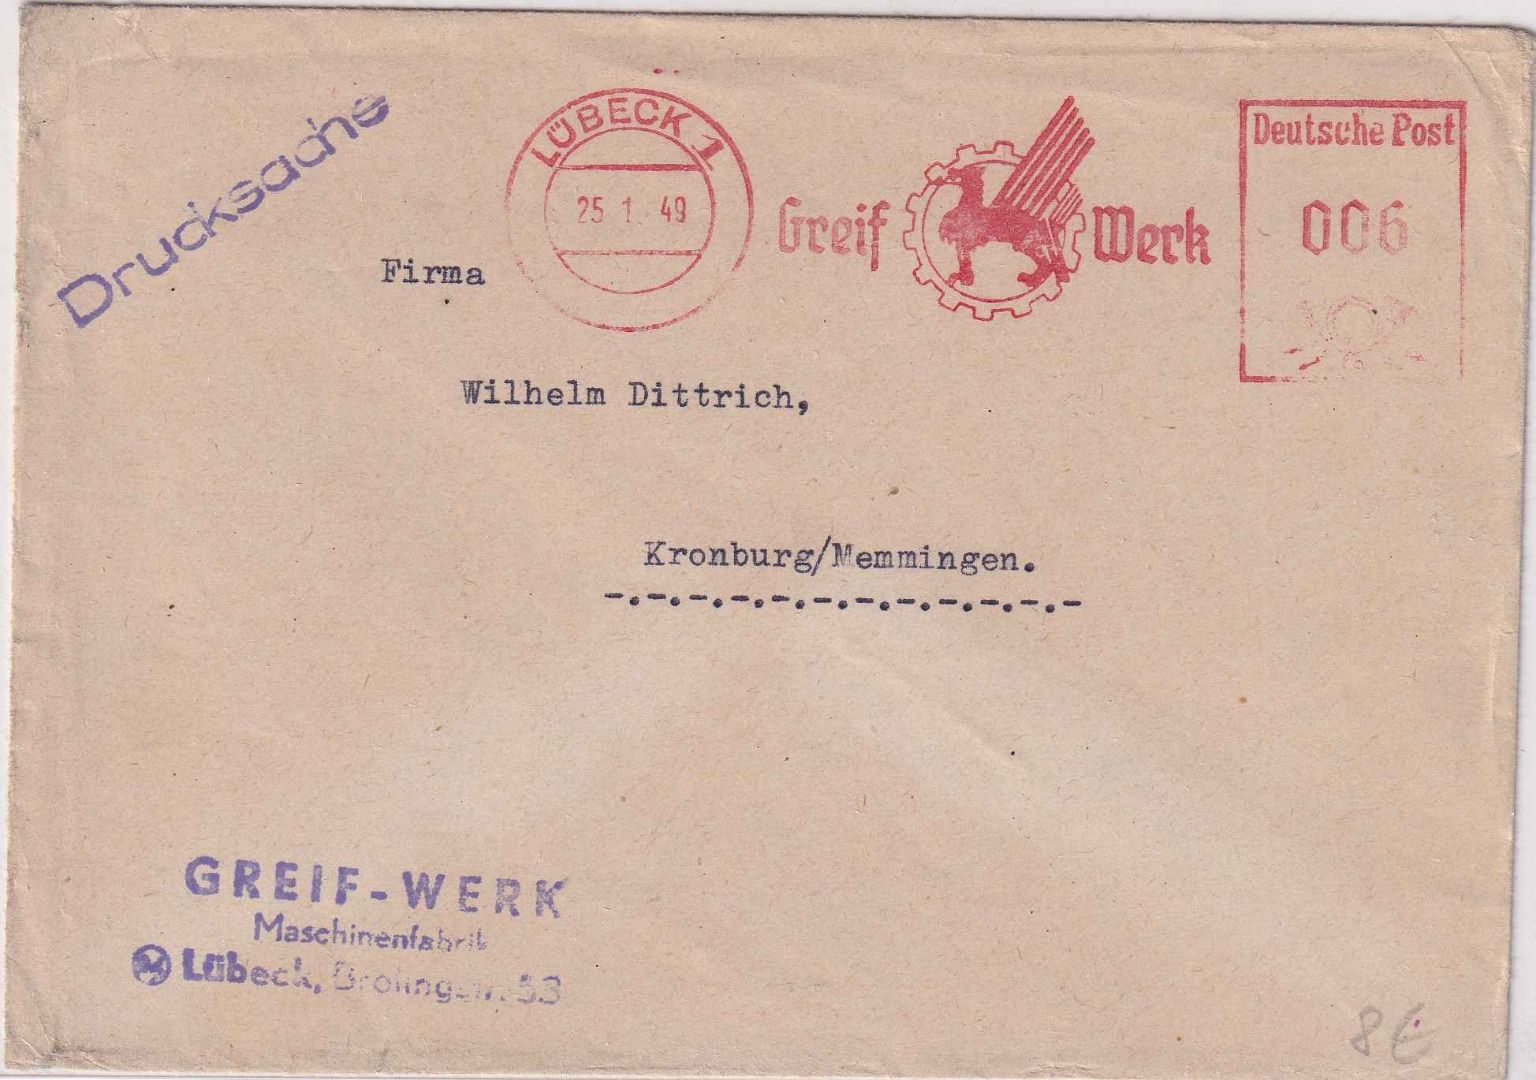 Drucksache
LÜBECK 1
25 1 49
Greif Werk
Deutsche Post
006
Firma
Wilhelm Dittrich,
Kronburg/Memmingen.
-.-.-.-.-.-.-.-.-.-.-.-
GREIF-WERK
Maschinenfabrik
Lübeck, 53
8€